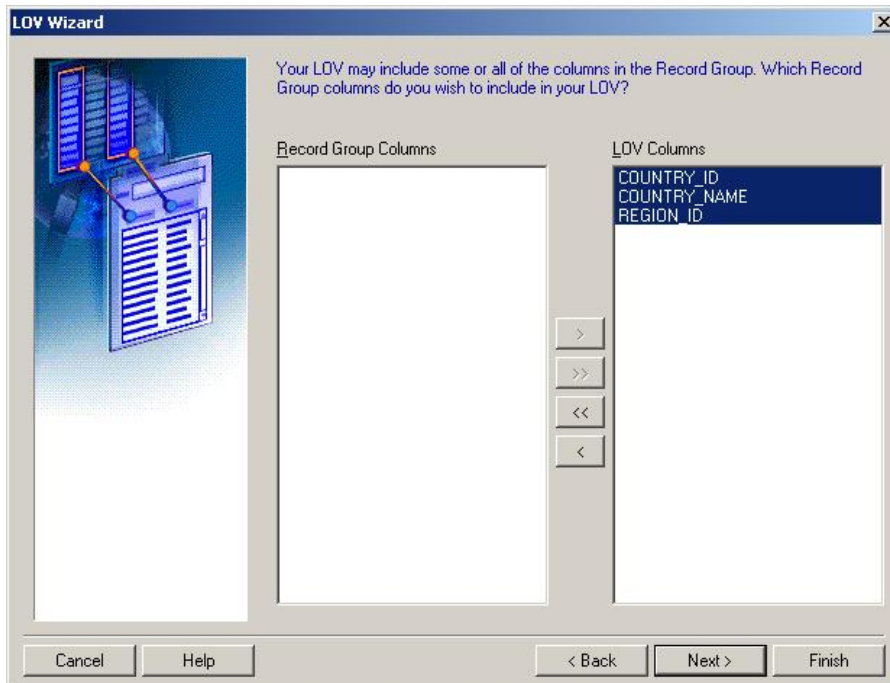 LOV Wizard
Your LOV may include some or all of the columns in the Record Group. Which Record
Group columns do you wish to include in your LOV?
Record Group Columns
LOV Columns
COUNTRY_ID
COUNTRY_NAME
REGION_ID
>
>>
<<
<
Cancel
Help
< Back
Next >
Finish